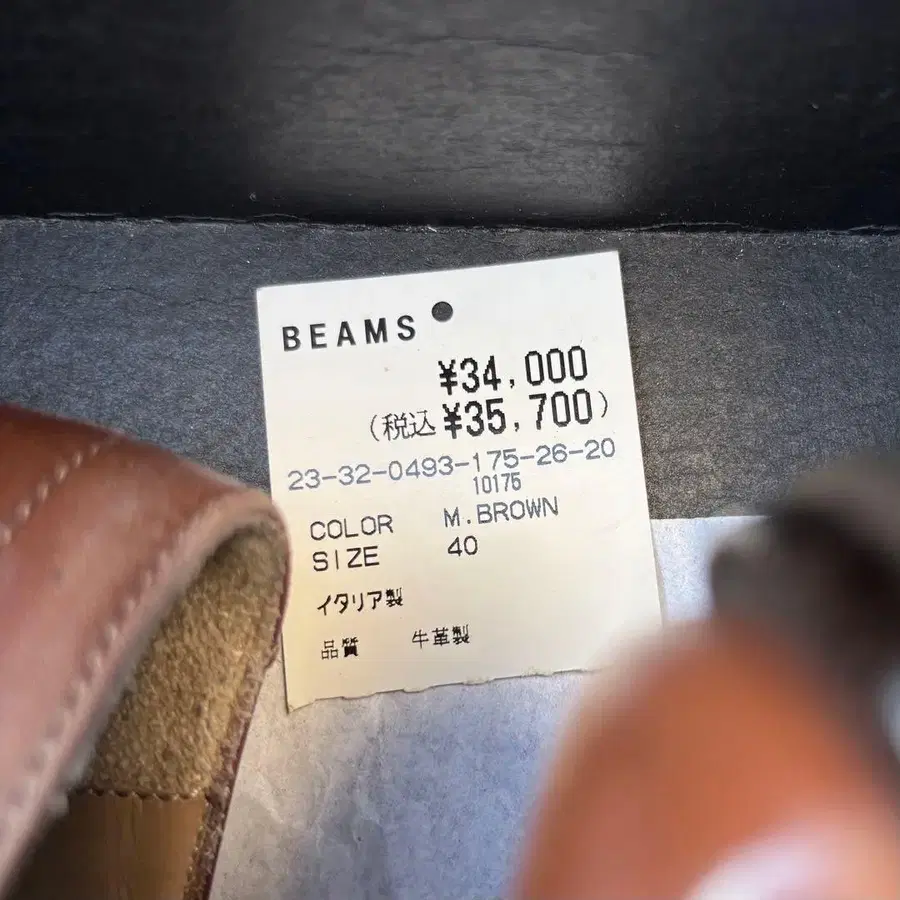 BEAMS
¥34,000
(税込 ¥35,700)
23-32-0493-175-26-20
10175
COLOR M.BROWN
SIZE 40
イタリア製
品質 牛革製